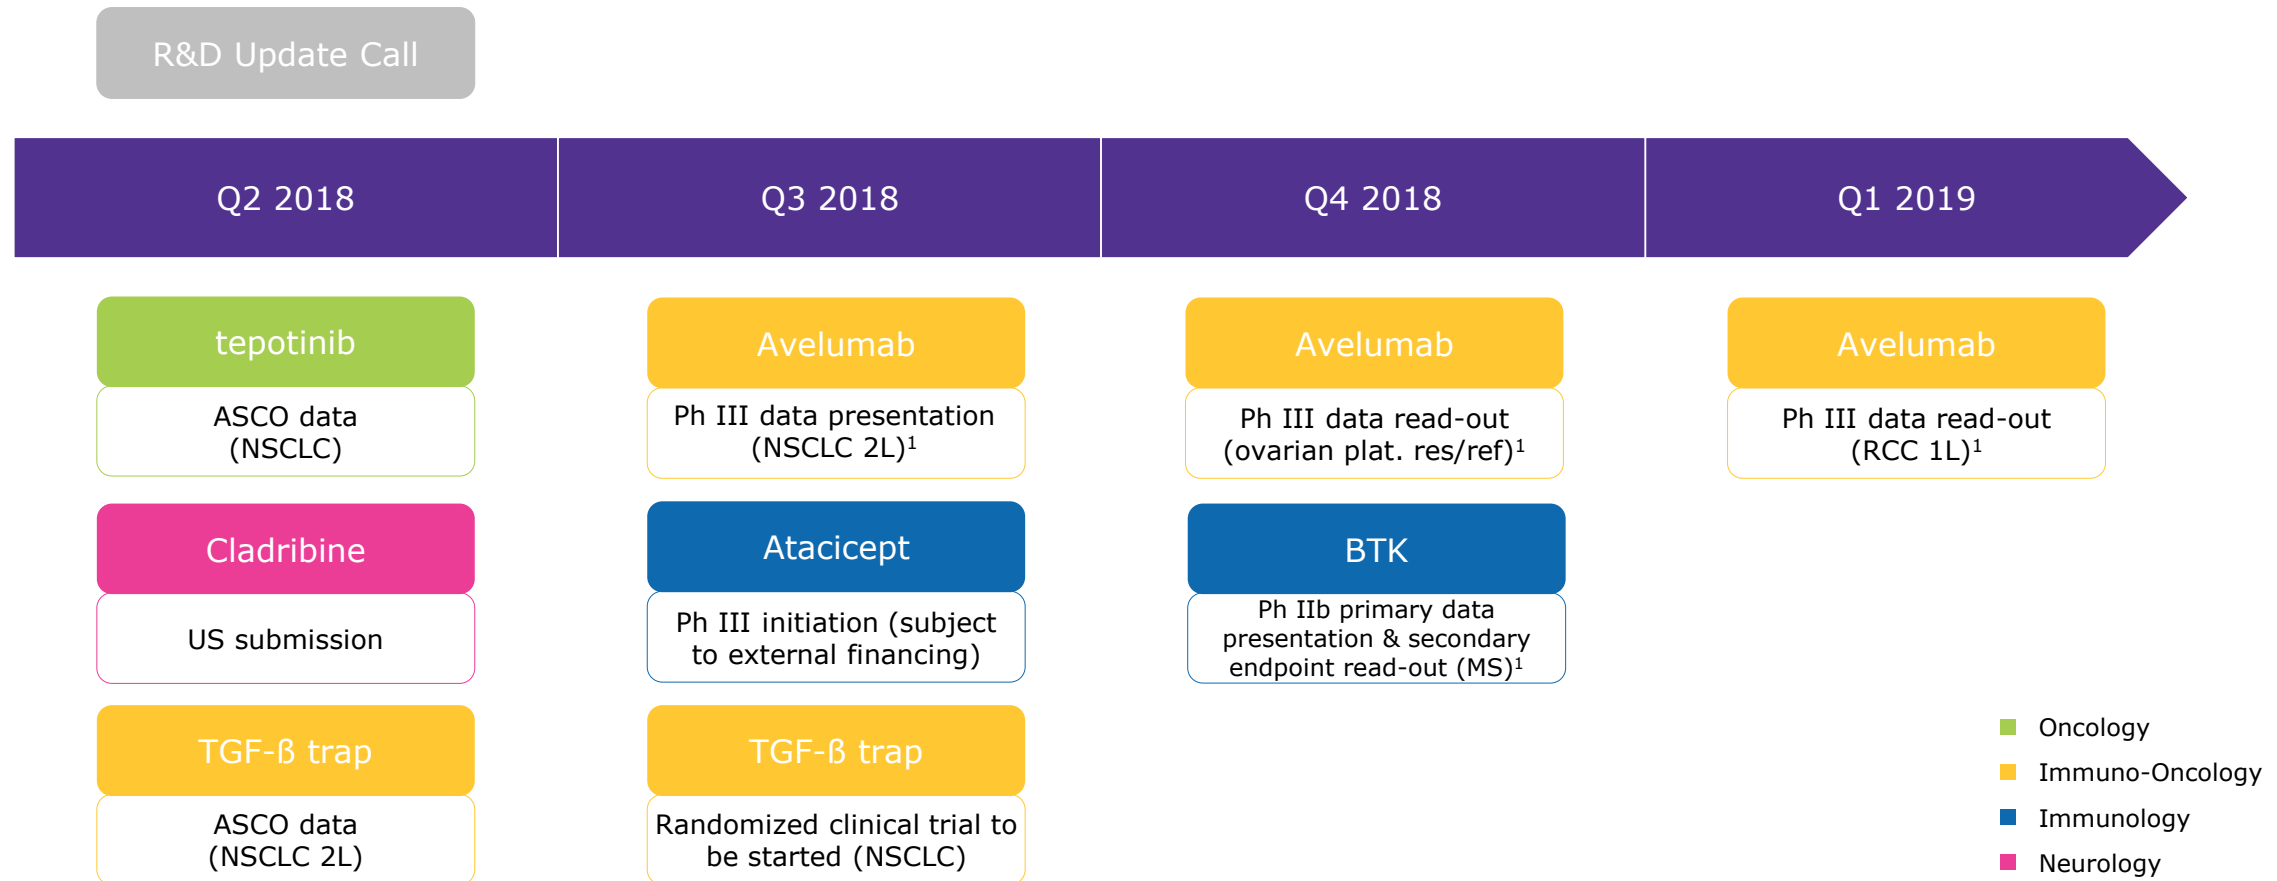 R&D Update Call
Q2 2018
Q3 2018
Q4 2018
Q1 2019
tepotinib
ASCO data
(NSCLC)
Cladribine
US submission
TGF-ß trap
ASCO data
(NSCLC 2L)
Avelumab
Ph III data presentation
(NSCLC 2L)¹
Atacicept
Ph III initiation (subject
to external financing)
TGF-ß trap
Randomized clinical trial to
be started (NSCLC)
Avelumab
Ph III data read-out
(ovarian plat. res/ref)¹
BTK
Ph IIb primary data
presentation & secondary
endpoint read-out (MS)¹
Avelumab
Ph III data read-out
(RCC 1L)¹
Oncology
Immuno-Oncology
Immunology
Neurology